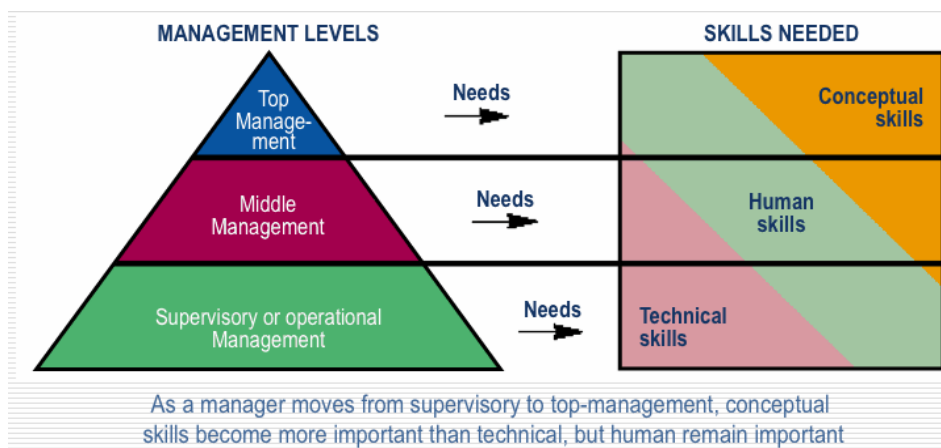 MANAGEMENT LEVELS
SKILLS NEEDED
Top
Manage-
ment
Needs
Conceptual
skills
Middle
Management
Needs
Human
skills
Supervisory or operational
Management
Needs
Technical
skills
As a manager moves from supervisory to top-management, conceptual
skills become more important than technical, but human remain important